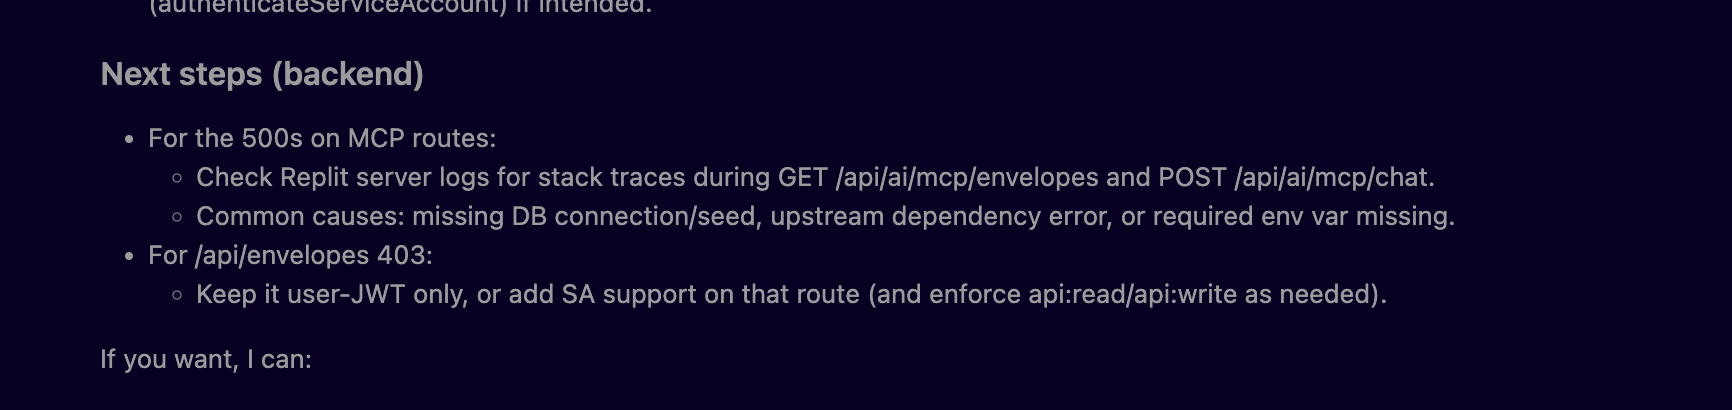 (authenticateServiceAccount) if intended.
Next steps (backend)
• For the 500s on MCP routes:
◦ Check Replit server logs for stack traces during GET /api/ai/mcp/envelopes and POST /api/ai/mcp/chat.
◦ Common causes: missing DB connection/seed, upstream dependency error, or required env var missing.
• For /api/envelopes 403:
◦ Keep it user-JWT only, or add SA support on that route (and enforce api:read/api:write as needed).
If you want, I can: